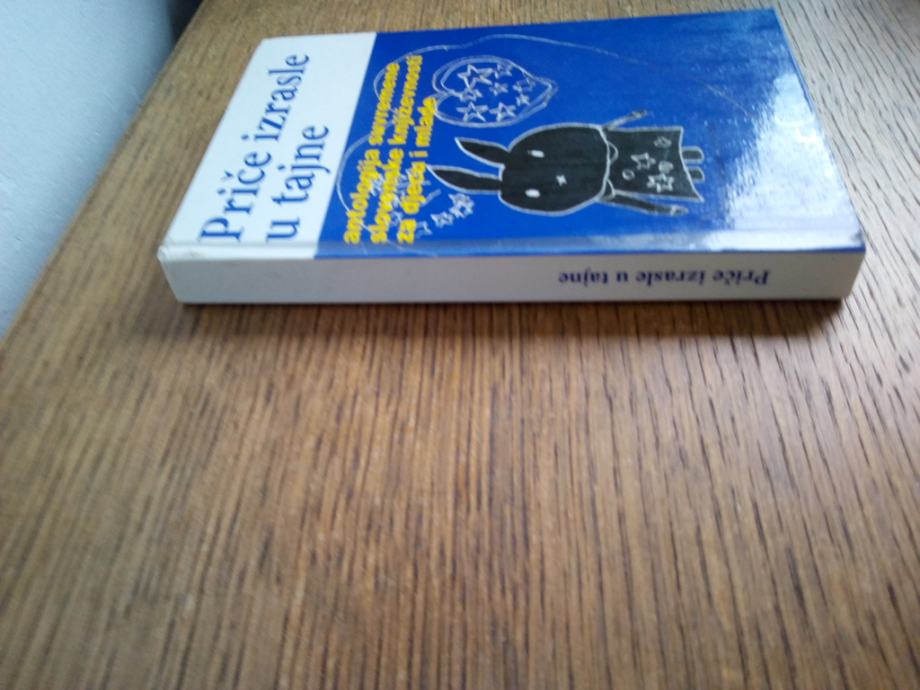 Priče izrasle
u tajne
antologija suvremene
slovenske književnosti
za djecu i mlade
Priče izrasle u tajne